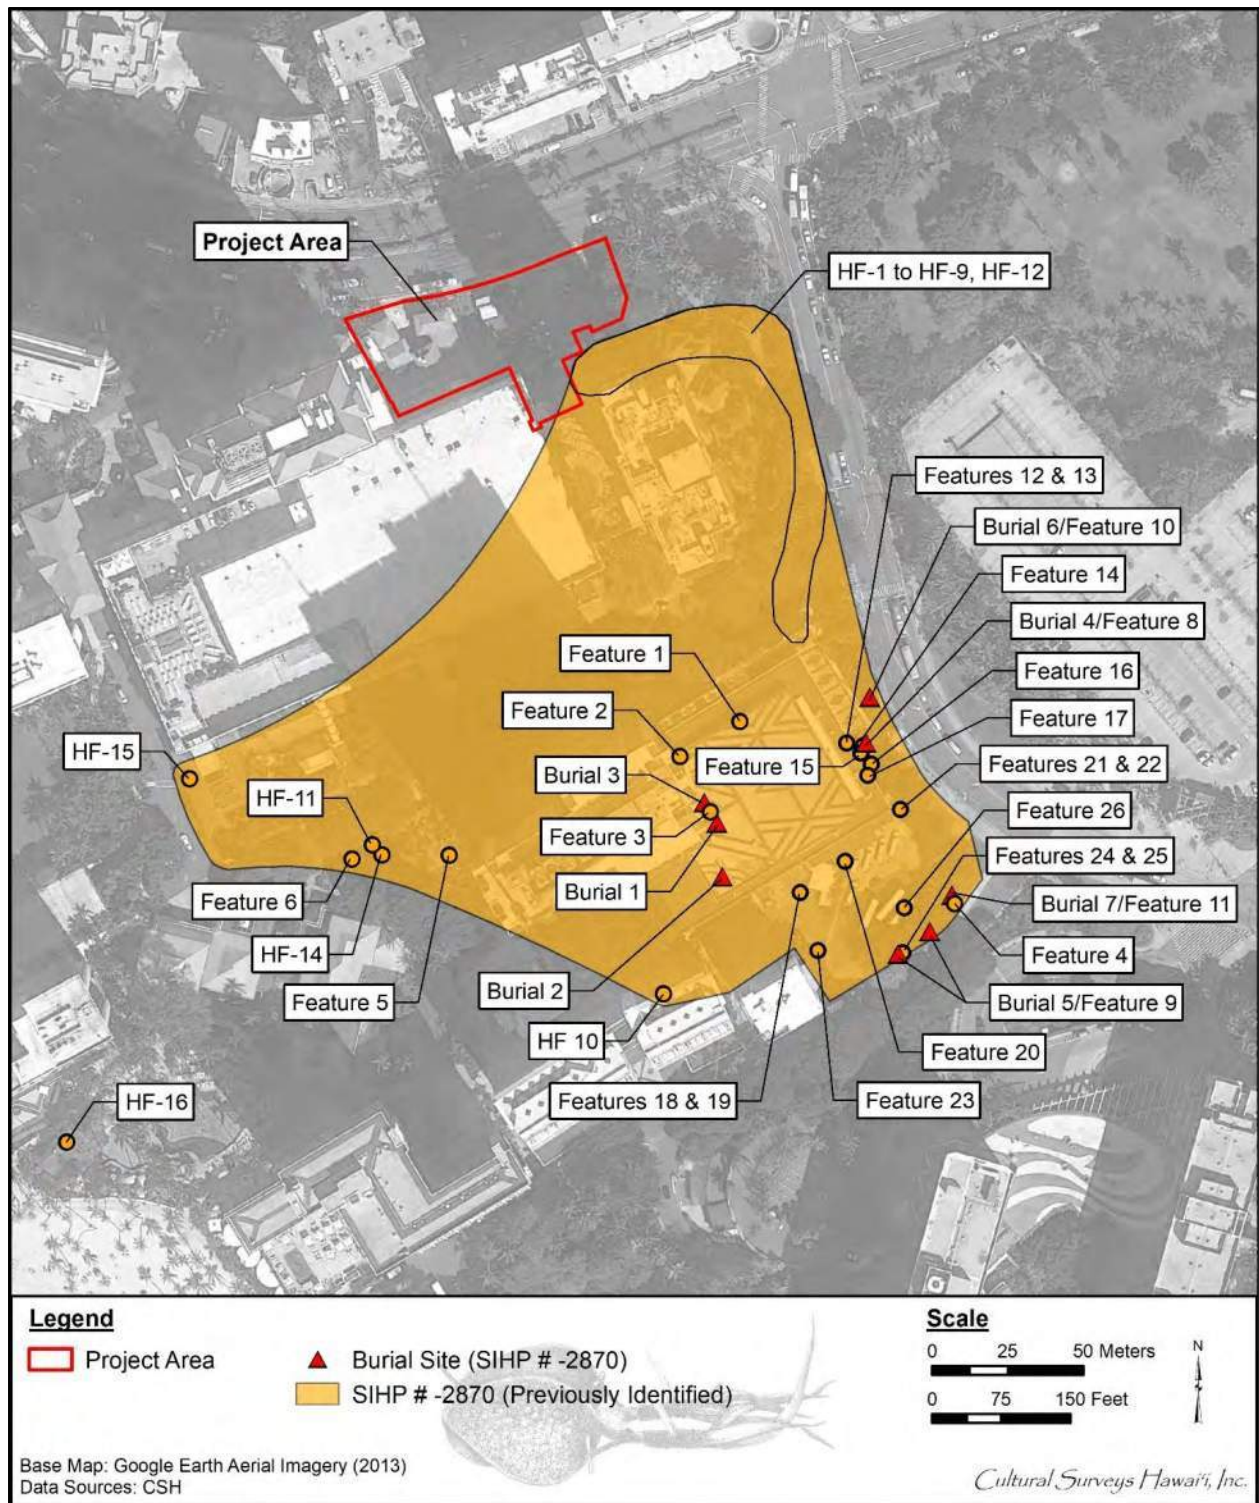 Project Area
HF-1 to HF-9, HF-12
Features 12 & 13
Burial 6/Feature 10
Feature 14
Burial 4/Feature 8
Feature 1
Feature 16
Feature 2
Feature 17
HF-15
Feature 15
Burial 3
Features 21 & 22
HF-11
Feature 26
Feature 3
Features 24 & 25
Burial 1
Feature 6
Burial 7/Feature 11
HF-14
Feature 4
Burial 2
Feature 5
Burial 5/Feature 9
HF 10
Feature 20
HF-16
Features 18 & 19
Feature 23
Legend
Project Area
Burial Site (SIHP # -2870)
SIHP # -2870 (Previously Identified)
Scale
0 25 50 Meters
0 75 150 Feet
N
Base Map: Google Earth Aerial Imagery (2013)
Data Sources: CSH
Cultural Surveys Hawai‘i, Inc.